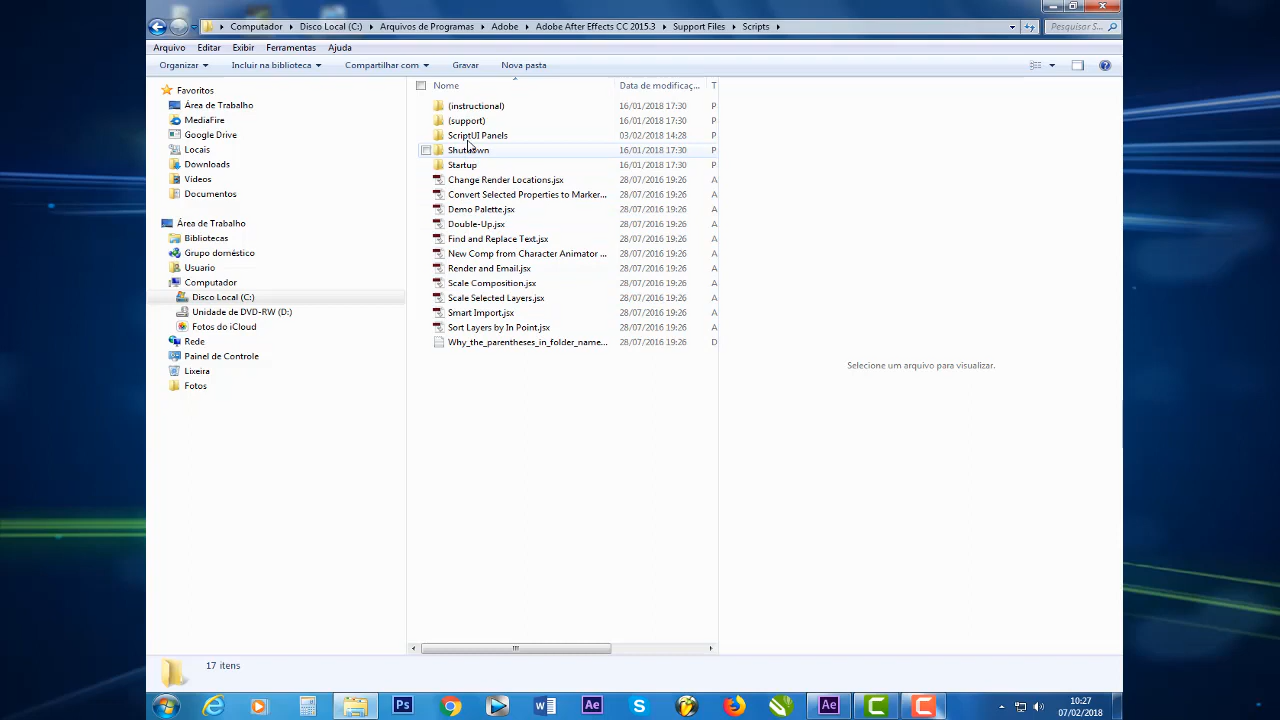 Computador Disco Local (C:) Arquivos de Programas Adobe Adobe After Effects CC 2015.3 Support Files Scripts Pesquisar S...
Arquivo Editar Exibir Ferramentas Ajuda
Organizar Incluir na biblioteca Compartilhar com Gravar Nova pasta
Favoritos
Área de Trabalho
MediaFire
Google Drive
Locais
Downloads
Vídeos
Documentos
Área de Trabalho
Bibliotecas
Grupo doméstico
Usuario
Computador
Disco Local (C:)
Unidade de DVD-RW (D:)
Fotos do iCloud
Rede
Painel de Controle
Lixeira
Fotos
Nome Data de modificaç... T
(instructional) 16/01/2018 17:30 P
(support) 16/01/2018 17:30 P
ScriptUI Panels 03/02/2018 14:28 P
Shutdown 16/01/2018 17:30 P
Startup 16/01/2018 17:30 P
Change Render Locations.jsx 28/07/2016 19:26 A
Convert Selected Properties to Marker... 28/07/2016 19:26 A
Demo Palette.jsx 28/07/2016 19:26 A
Double-Up.jsx 28/07/2016 19:26 A
Find and Replace Text.jsx 28/07/2016 19:26 A
New Comp from Character Animator ... 28/07/2016 19:26 A
Render and Email.jsx 28/07/2016 19:26 A
Scale Composition.jsx 28/07/2016 19:26 A
Scale Selected Layers.jsx 28/07/2016 19:26 A
Smart Import.jsx 28/07/2016 19:26 A
Sort Layers by In Point.jsx 28/07/2016 19:26 A
Why_the_parentheses_in_folder_name... 28/07/2016 19:26 D
Selecione um arquivo para visualizar.
17 itens
Ps W Ae S Ae C C
10:27
07/02/2018